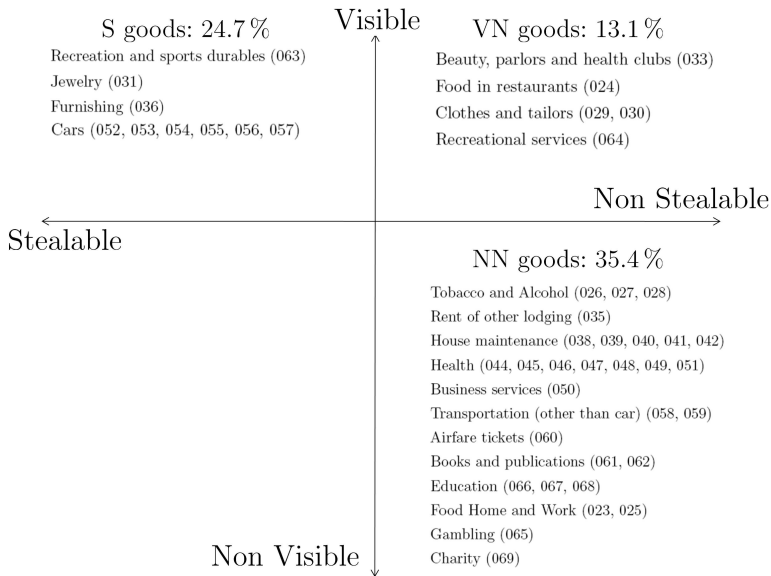 Visible
S goods: 24.7 %
Recreation and sports durables (063)
Jewelry (031)
Furnishing (036)
Cars (052, 053, 054, 055, 056, 057)
VN goods: 13.1 %
Beauty, parlors and health clubs (033)
Food in restaurants (024)
Clothes and tailors (029, 030)
Recreational services (064)
Non Stealable
Stealable
NN goods: 35.4 %
Tobacco and Alcohol (026, 027, 028)
Rent of other lodging (035)
House maintenance (038, 039, 040, 041, 042)
Health (044, 045, 046, 047, 048, 049, 051)
Business services (050)
Transportation (other than car) (058, 059)
Airfare tickets (060)
Books and publications (061, 062)
Education (066, 067, 068)
Food Home and Work (023, 025)
Gambling (065)
Charity (069)
Non Visible